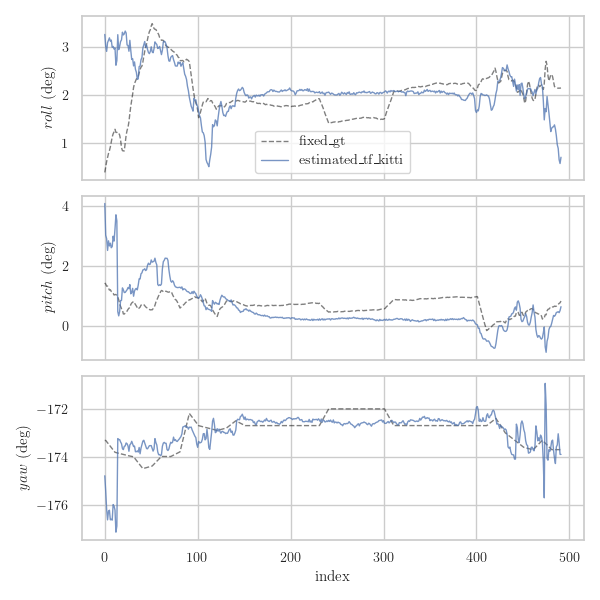 3
2
1
roll (deg)
fixed_gt
estimated_tf_kitti
4
2
0
pitch (deg)
−172
−174
−176
yaw (deg)
0 100 200 300 400 500
index